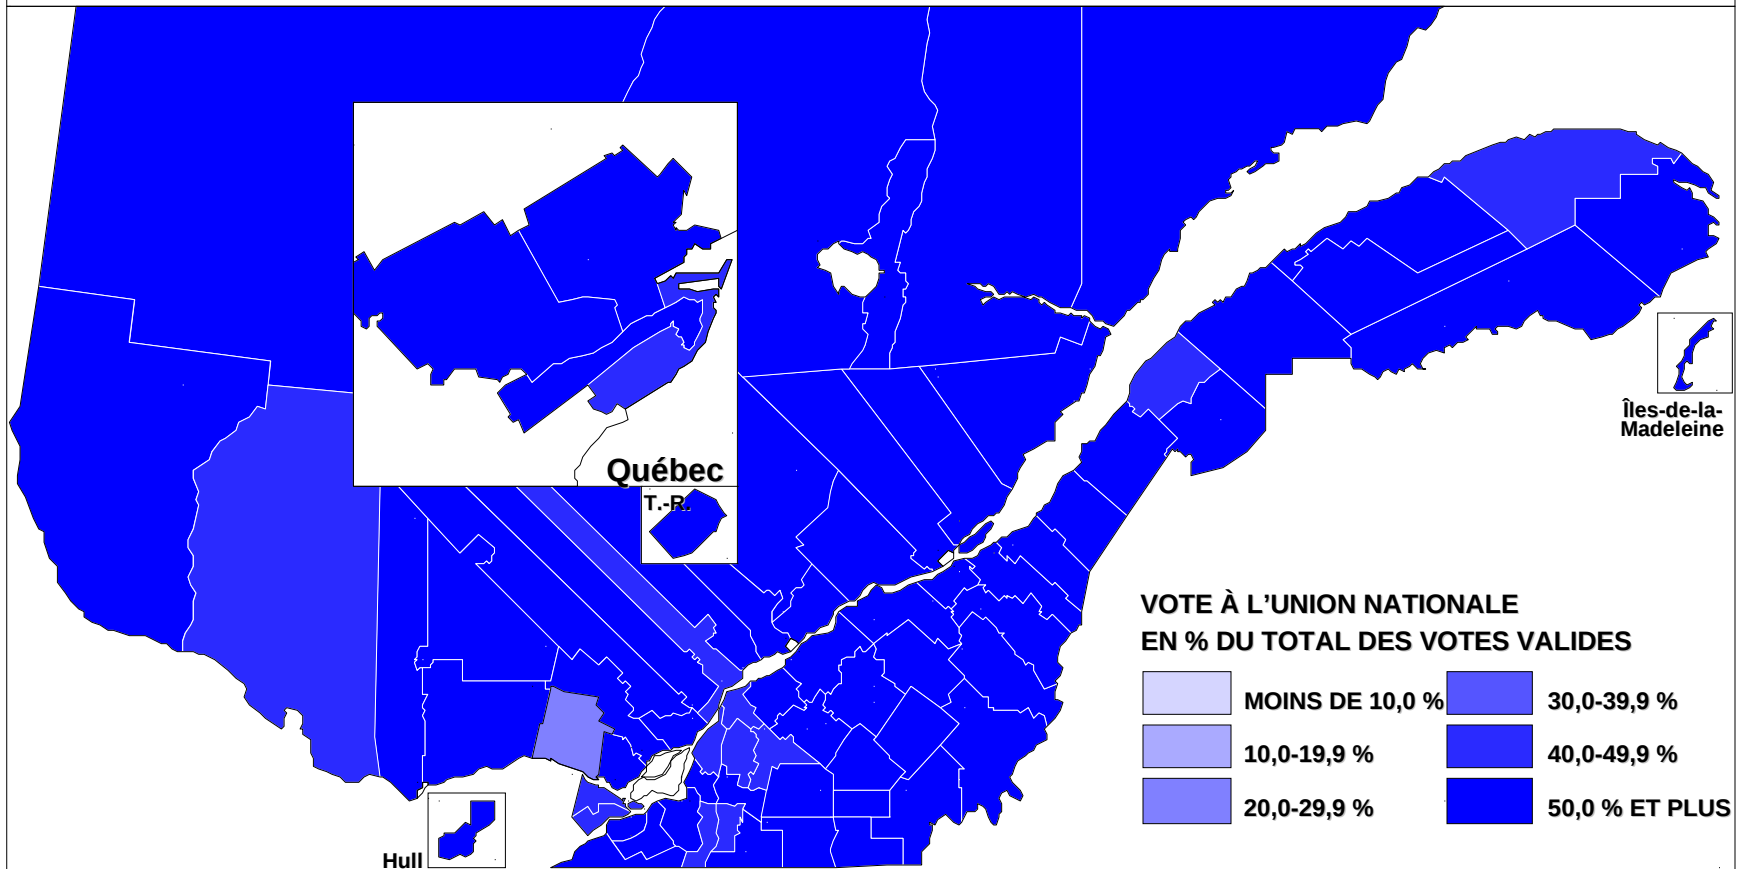 Québec
T.-R.
Îles-de-la-
Madeleine
VOTE À L’UNION NATIONALE
EN % DU TOTAL DES VOTES VALIDES
MOINS DE 10,0 %
30,0-39,9 %
10,0-19,9 %
40,0-49,9 %
20,0-29,9 %
50,0 % ET PLUS
Hull